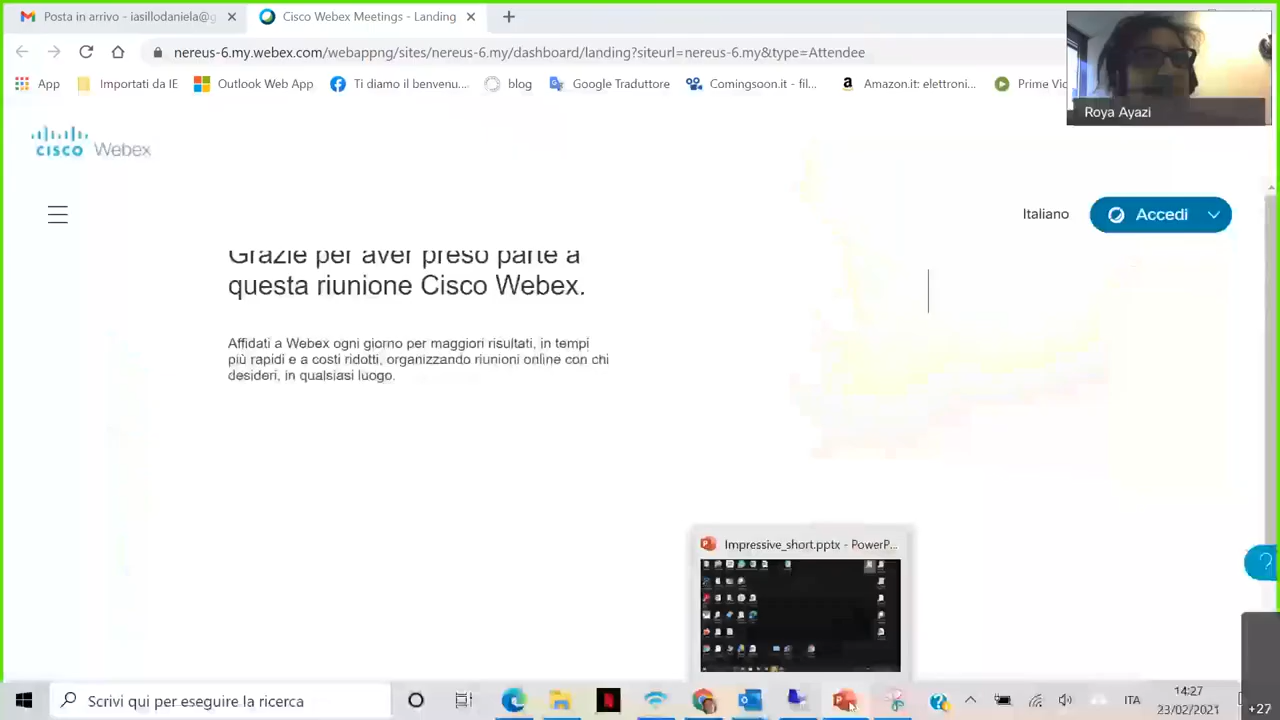 Posta in arrivo - iasillodaniela@g
Cisco Webex Meetings - Landing
nereus-6.my.webex.com/webappng/sites/nereus-6.my/dashboard/landing?siteurl=nereus-6.my&type=Attendee
App
Importati da IE
Outlook Web App
Ti diamo il benvenu...
blog
Google Traduttore
Comingsoon.it - fil...
Amazon.it: elettroni...
Prime Vid
Roya Ayazi
CISCO Webex
Italiano
Accedi
Grazie per aver preso parte a
questa riunione Cisco Webex.
Affidati a Webex ogni giorno per maggiori risultati, in tempi
più rapidi e a costi ridotti, organizzando riunioni online con chi
desideri, in qualsiasi luogo.
Impressive_short.pptx - PowerP...
Scrivi qui per eseguire la ricerca
ITA
14:27
23/02/2021
+27